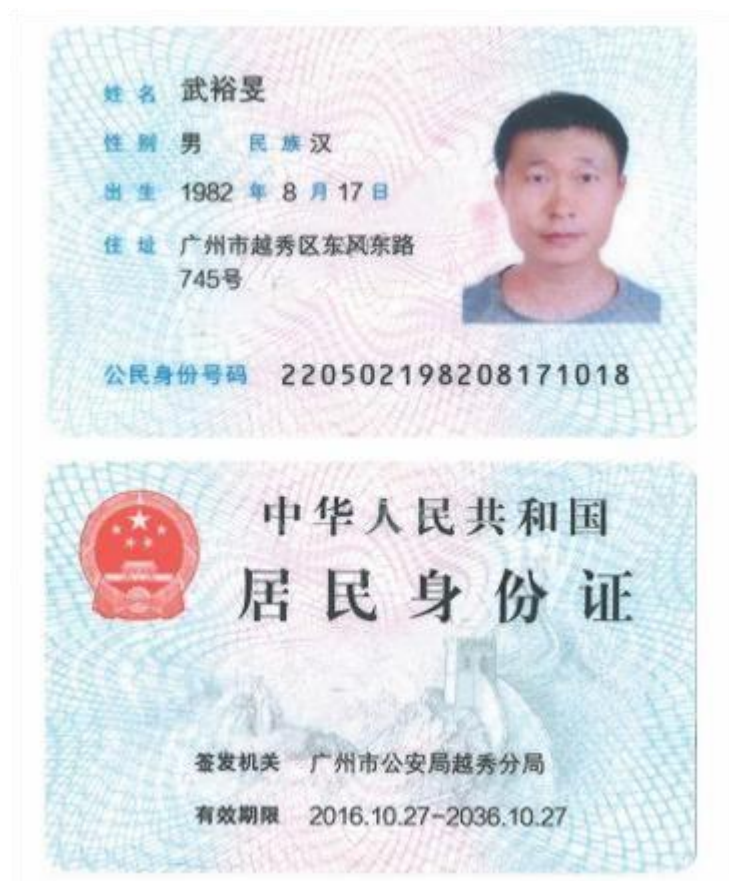 姓名 武裕旻
性别 男 民族 汉
出生 1982 年 8 月 17 日
住址 广州市越秀区东风东路
745号
公民身份号码 220502198208171018
中华人民共和国
居民身份证
签发机关 广州市公安局越秀分局
有效期限 2016.10.27-2036.10.27